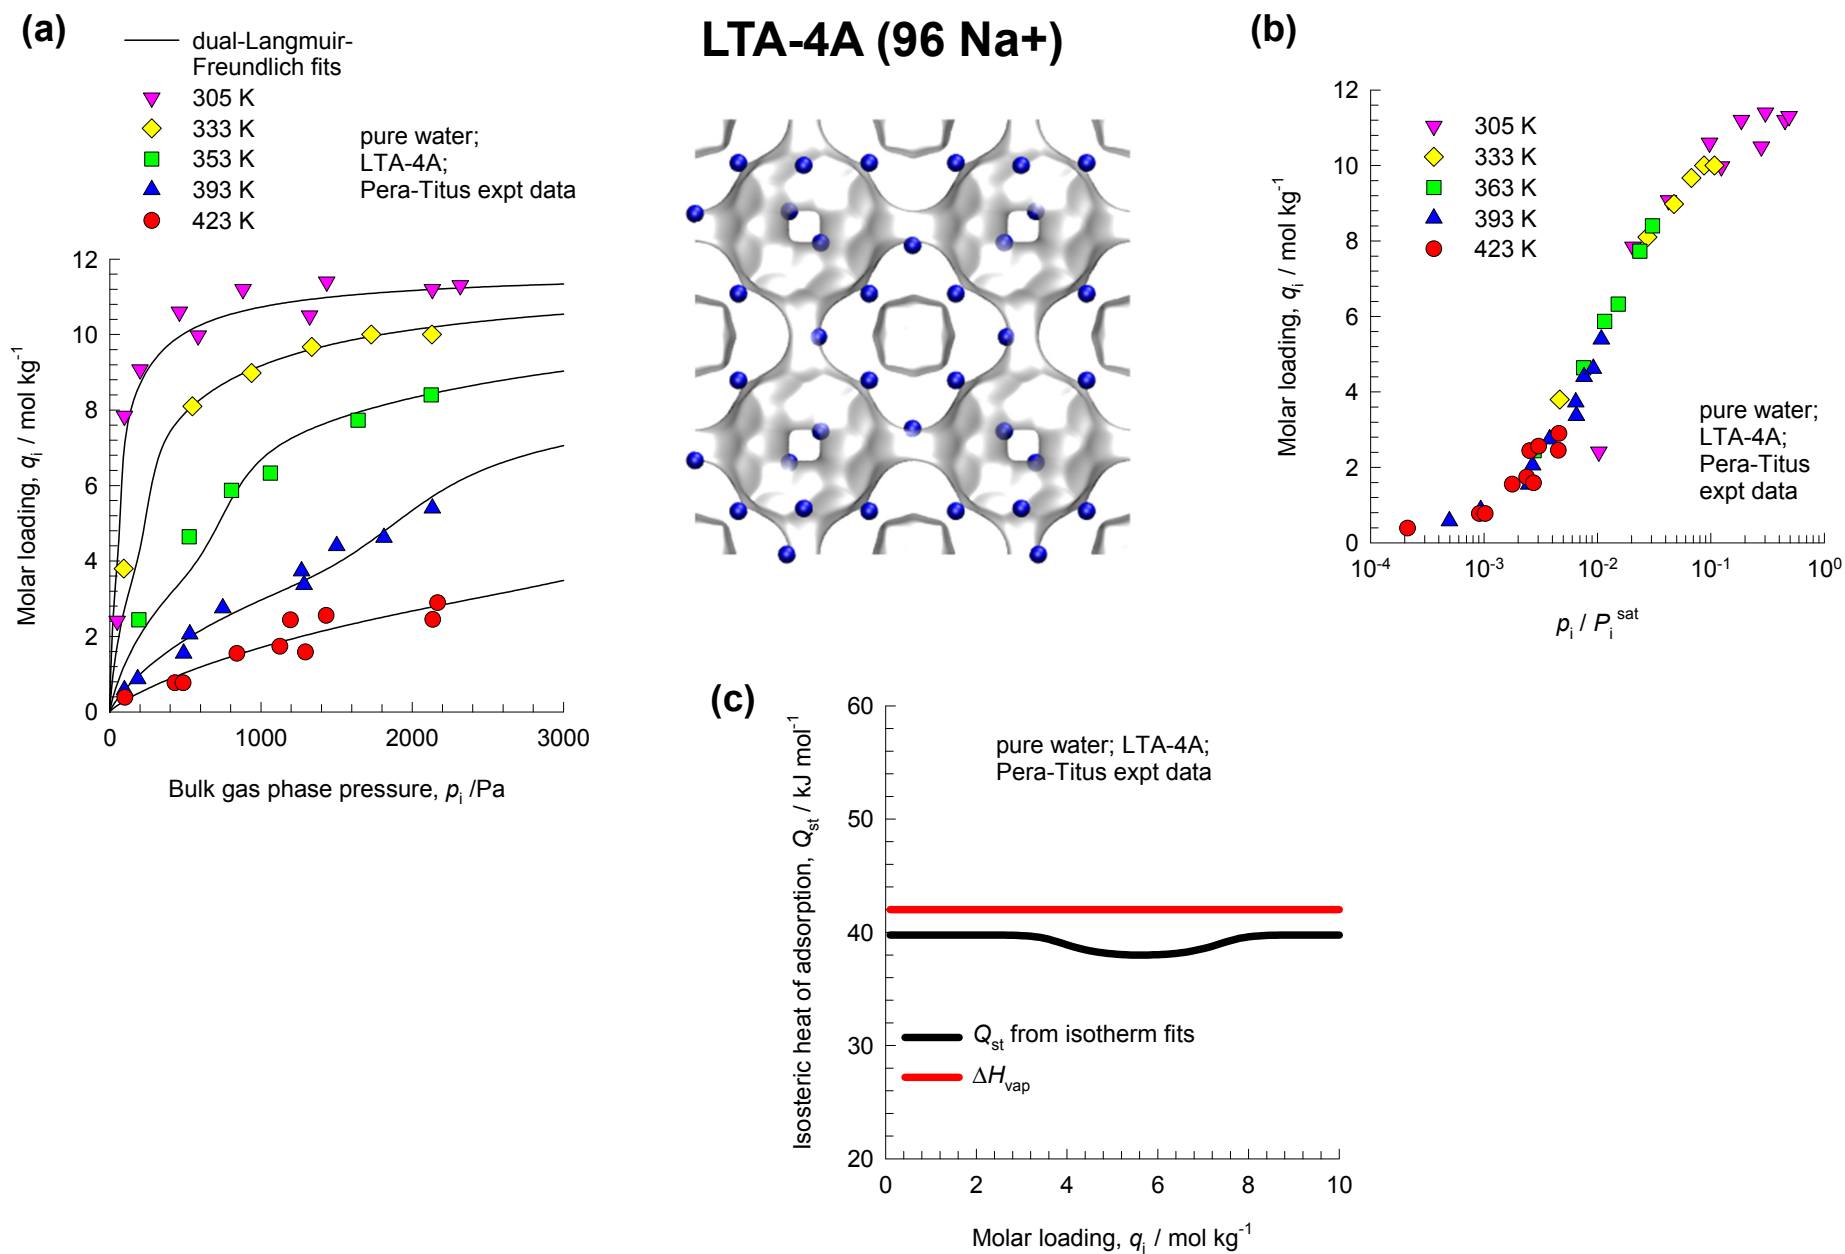 LTA-4A (96 Na+)
(a)
dual-Langmuir-
Freundlich fits
305 K
333 K
353 K
393 K
423 K
pure water;
LTA-4A;
Pera-Titus expt data
Molar loading, qi / mol kg-1
12
10
8
6
4
2
0
0 1000 2000 3000
Bulk gas phase pressure, pi /Pa
(b)
305 K
333 K
363 K
393 K
423 K
pure water;
LTA-4A;
Pera-Titus
expt data
Molar loading, qi / mol kg-1
12
10
8
6
4
2
0
10-4 10-3 10-2 10-1 100
pi / Pi sat
(c)
pure water; LTA-4A;
Pera-Titus expt data
Isosteric heat of adsorption, Qst / kJ mol-1
60
50
40
30
20
Qst from isotherm fits
ΔHvap
0 2 4 6 8 10
Molar loading, qi / mol kg-1